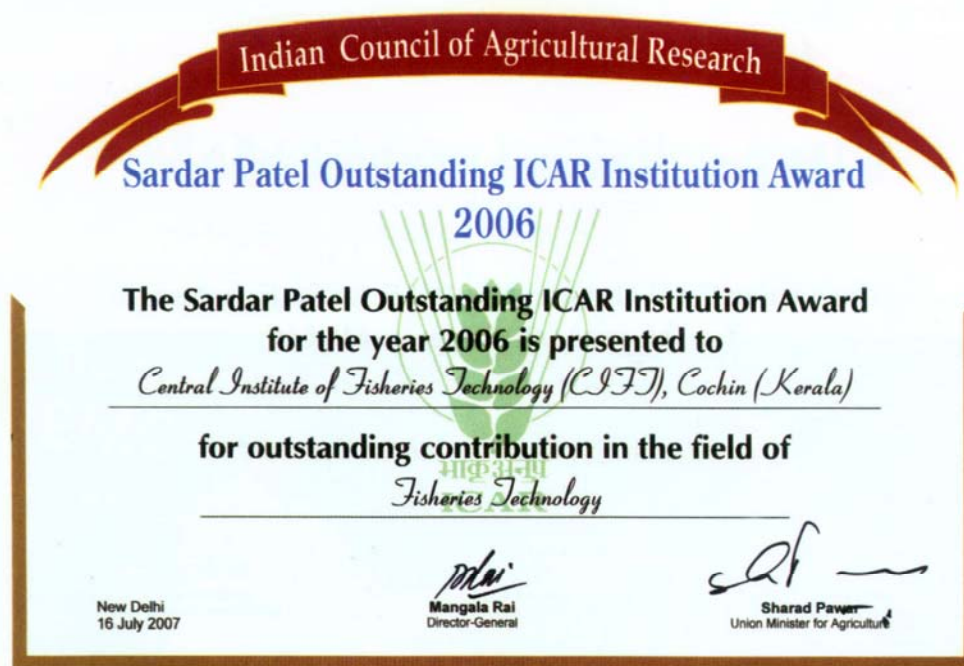 Indian Council of Agricultural Research
Sardar Patel Outstanding ICAR Institution Award
2006
The Sardar Patel Outstanding ICAR Institution Award
for the year 2006 is presented to
Central Institute of Fisheries Technology (CIFT), Cochin (Kerala)
for outstanding contribution in the field of
भाकृअनुप
Fisheries Technology
ICAR
New Delhi
16 July 2007
Mangala Rai
Director-General
Sharad Pawar
Union Minister for Agriculture